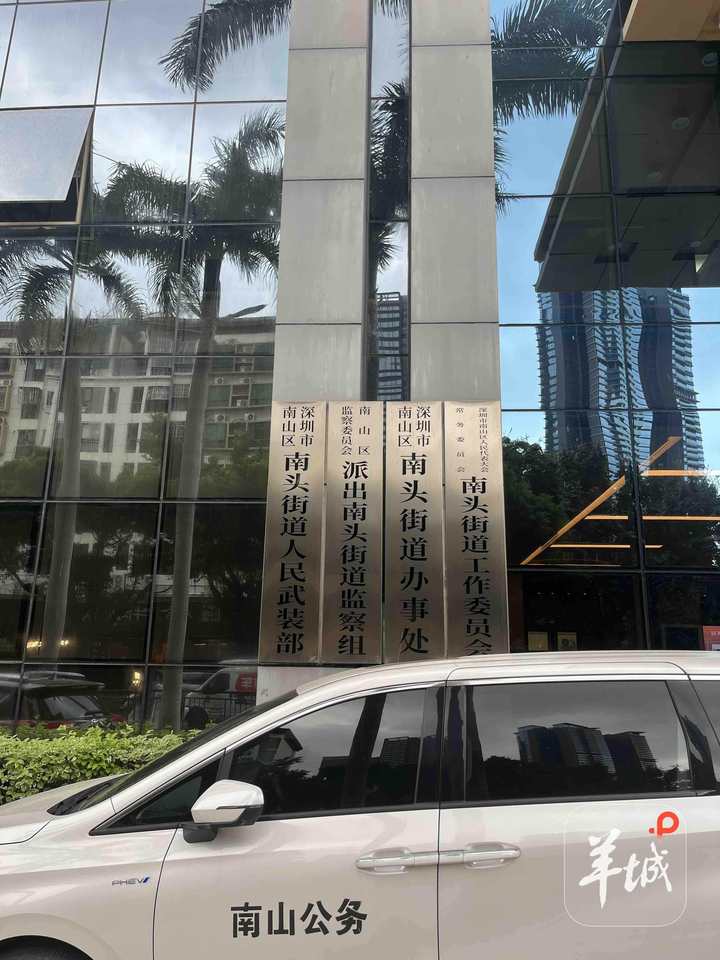 深圳市
南山区
南头街道人民武装部
南山区
监察委员会
派出南头街道监察组
深圳市
南山区
南头街道办事处
深圳市南山区人民代表大会
常务委员会
南头街道工作委员会
PHEV
南山公务
羊城